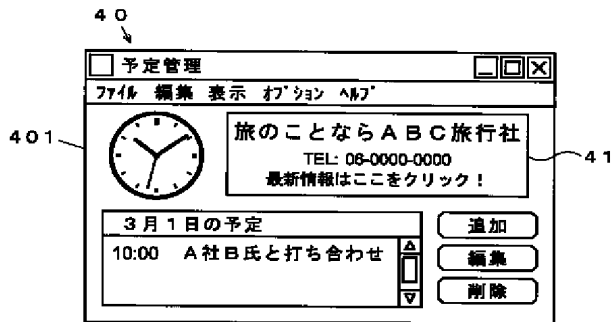 40
予定管理
ファイル 編集 表示 オプション ヘルプ
401
旅のことならABC旅行社
TEL: 06-0000-0000
最新情報はここをクリック！
41
3月1日の予定
10:00 A社B氏と打ち合わせ
追加
編集
削除